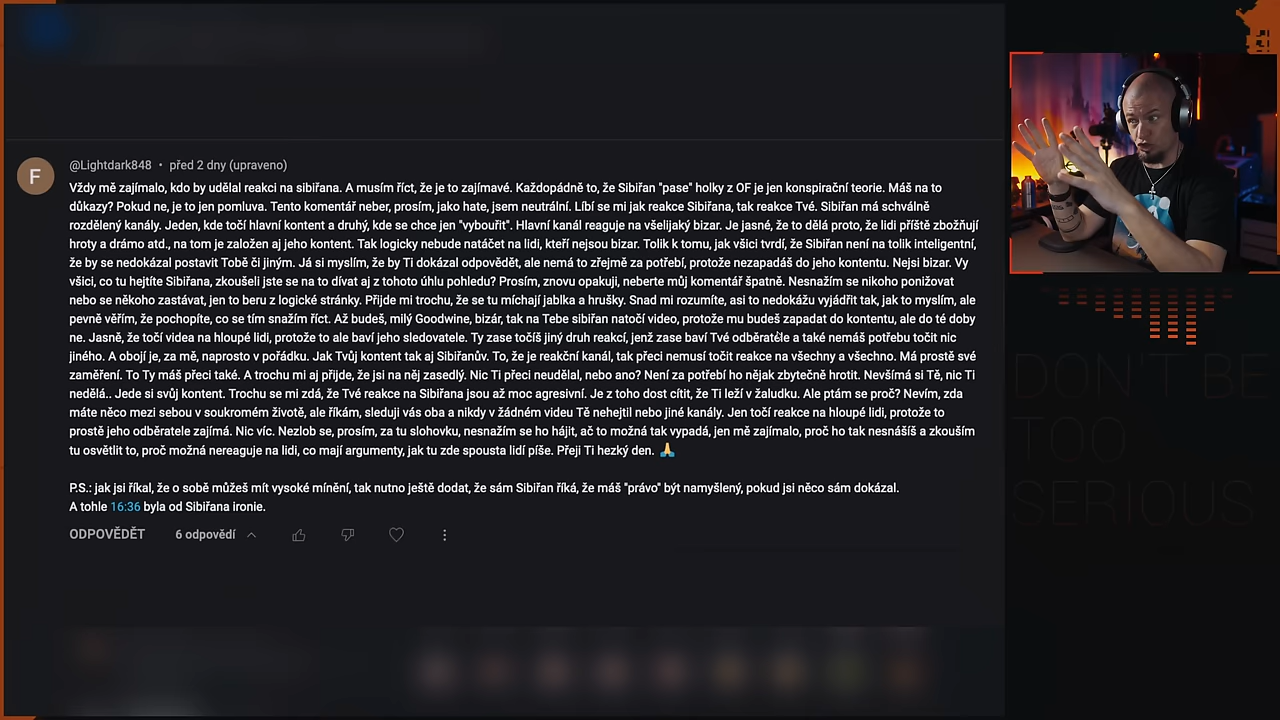 @Lightdark848 • před 2 dny (upraveno)
Vždy mě zajímalo, kdo by udělal reakci na sibiřana. A musím říct, že je to zajímavé. Každopádně to, že Sibiřan "pase" holky z OF je jen konspirační teorie. Máš na to
důkazy? Pokud ne, je to jen pomluva. Tento komentář neber, prosím, jako hate, jsem neutrální. Líbí se mi jak reakce Sibiřana, tak reakce Tvé. Sibiřan má schválně
rozdělený kanály. Jeden, kde točí hlavní kontent a druhý, kde se chce jen "vybouřit". Hlavní kanál reaguje na všelijaký bizar. Je jasné, že to dělá proto, že lidi příště zbožňují
hroty a drámo atd., na tom je založen aj jeho kontent. Tak logicky nebude natáčet na lidi, kteří nejsou bizar. Tolik k tomu, jak všici tvrdí, že Sibiřan není na tolik inteligentní,
že by se nedokázal postavit Tobě či jiným. Já si myslím, že by Ti dokázal odpovědět, ale nemá to zřejmě za potřebí, protože nezapadáš do jeho kontentu. Nejsi bizar. Vy
všici, co tu hejtíte Sibiřana, zkoušeli jste se na to dívat aj z tohoto úhlu pohledu? Prosím, znovu opakuji, neberte můj komentář špatně. Nesnažím se nikoho ponižovat
nebo se někoho zastávat, jen to beru z logické stránky. Přijde mi trochu, že se tu míchají jablka a hrušky. Snad mi rozumíte, asi to nedokážu vyjádřit tak, jak to myslím, ale
pevně věřím, že pochopíte, co se tím snažím říct. Až budeš, milý Goodwine, bizár, tak na Tebe sibiřan natočí video, protože mu budeš zapadat do kontentu, ale do té doby
ne. Jasně, že točí videa na hloupé lidi, protože to ale baví jeho sledovatele. Ty zase točíš jiný druh reakcí, jenž zase baví Tvé odběratele a také nemáš potřebu točit nic
jiného. A obojí je, za mě, naprosto v pořádku. Jak Tvůj kontent tak aj Sibiřanův. To, že je reakční kanál, tak přeci nemusí točit reakce na všechny a všechno. Má prostě své
zaměření. To Ty máš přeci také. A trochu mi aj přijde, že jsi na něj zasedlý. Nic Ti přeci neudělal, nebo ano? Není za potřebí ho nějak zbytečně hrotit. Nevšímá si Tě, nic Ti
nedělá.. Jede si svůj kontent. Trochu se mi zdá, že Tvé reakce na Sibiřana jsou až moc agresivní. Je z toho dost cítit, že Ti leží v žaludku. Ale ptám se proč? Nevím, zda
máte něco mezi sebou v soukromém životě, ale říkám, sleduji vás oba a nikdy v žádném videu Tě nehejtil nebo jiné kanály. Jen točí reakce na hloupé lidi, protože to
prostě jeho odběratele zajímá. Nic víc. Nezlob se, prosím, za tu slohovku, nesnažím se ho hájit, ač to možná tak vypadá, jen mě zajímalo, proč ho tak nesnášíš a zkouším
tu osvětlit to, proč možná nereaguje na lidi, co mají argumenty, jak tu zde spousta lidí píše. Přeji Ti hezký den. 🙏
P.S.: jak jsi říkal, že o sobě můžeš mít vysoké mínění, tak nutno ještě dodat, že sám Sibiřan říká, že máš "právo" být namyšlený, pokud jsi něco sám dokázal.
A tohle 16:36 byla od Sibiřana ironie.
ODPOVĚDĚT 6 odpovědí
F
DON'T BE
TOO
SERIOUS